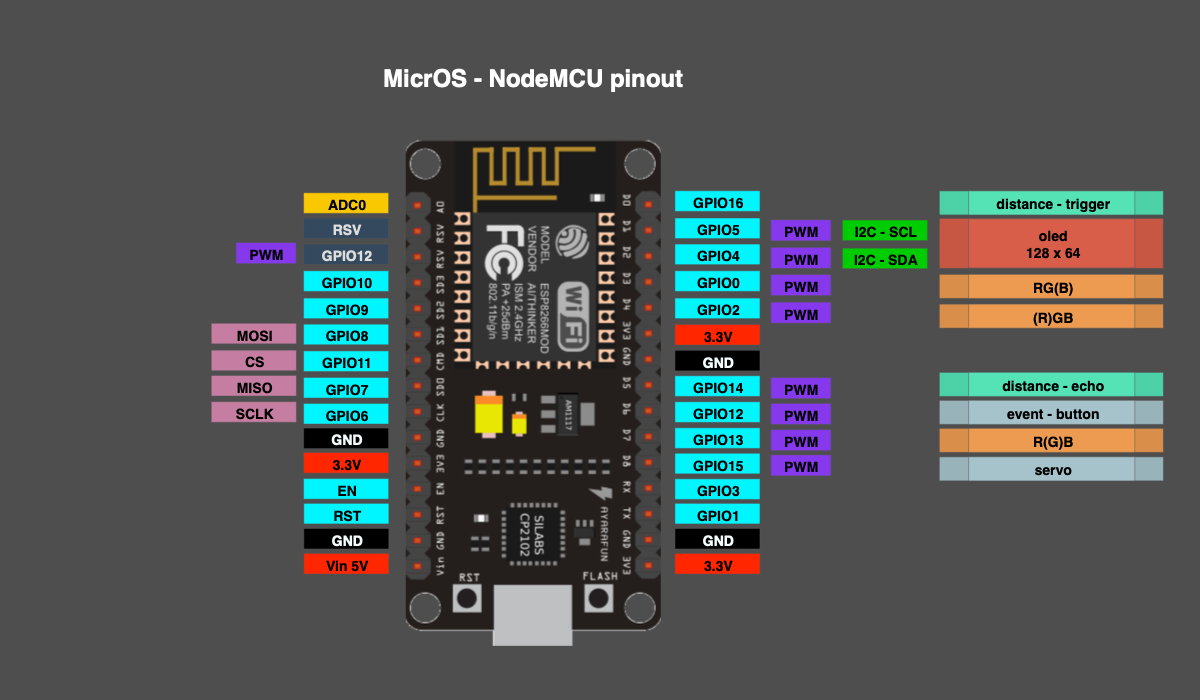 MicrOS - NodeMCU pinout
ADC0
RSV
PWM GPIO12
GPIO10
GPIO9
MOSI GPIO8
CS GPIO11
MISO GPIO7
SCLK GPIO6
GND
3.3V
EN
RST
GND
Vin 5V
A0
RSV
RSV
SD3
SD2
SD1
CMD
SD0
CLK
GND
3V3
EN
RST
GND
Vin
FC
MODEL
VENDOR
ESP8266MOD
AI/THINKER
ISM 2.4GHz
PA +25dBm
802.11b/g/n
WiFi
AM1117
SILABS
CP2102
AYARAFUN
RST
FLASH
D0
D1
D2
D3
D4
3V3
GND
D5
D6
D7
D8
RX
TX
GND
3V3
GPIO16 distance - trigger
GPIO5 PWM I2C - SCL oled
GPIO4 PWM I2C - SDA 128 x 64
GPIO0 PWM RG(B)
GPIO2 PWM (R)GB
3.3V
GND
GPIO14 PWM distance - echo
GPIO12 PWM event - button
GPIO13 PWM R(G)B
GPIO15 PWM servo
GPIO3
GPIO1
GND
3.3V